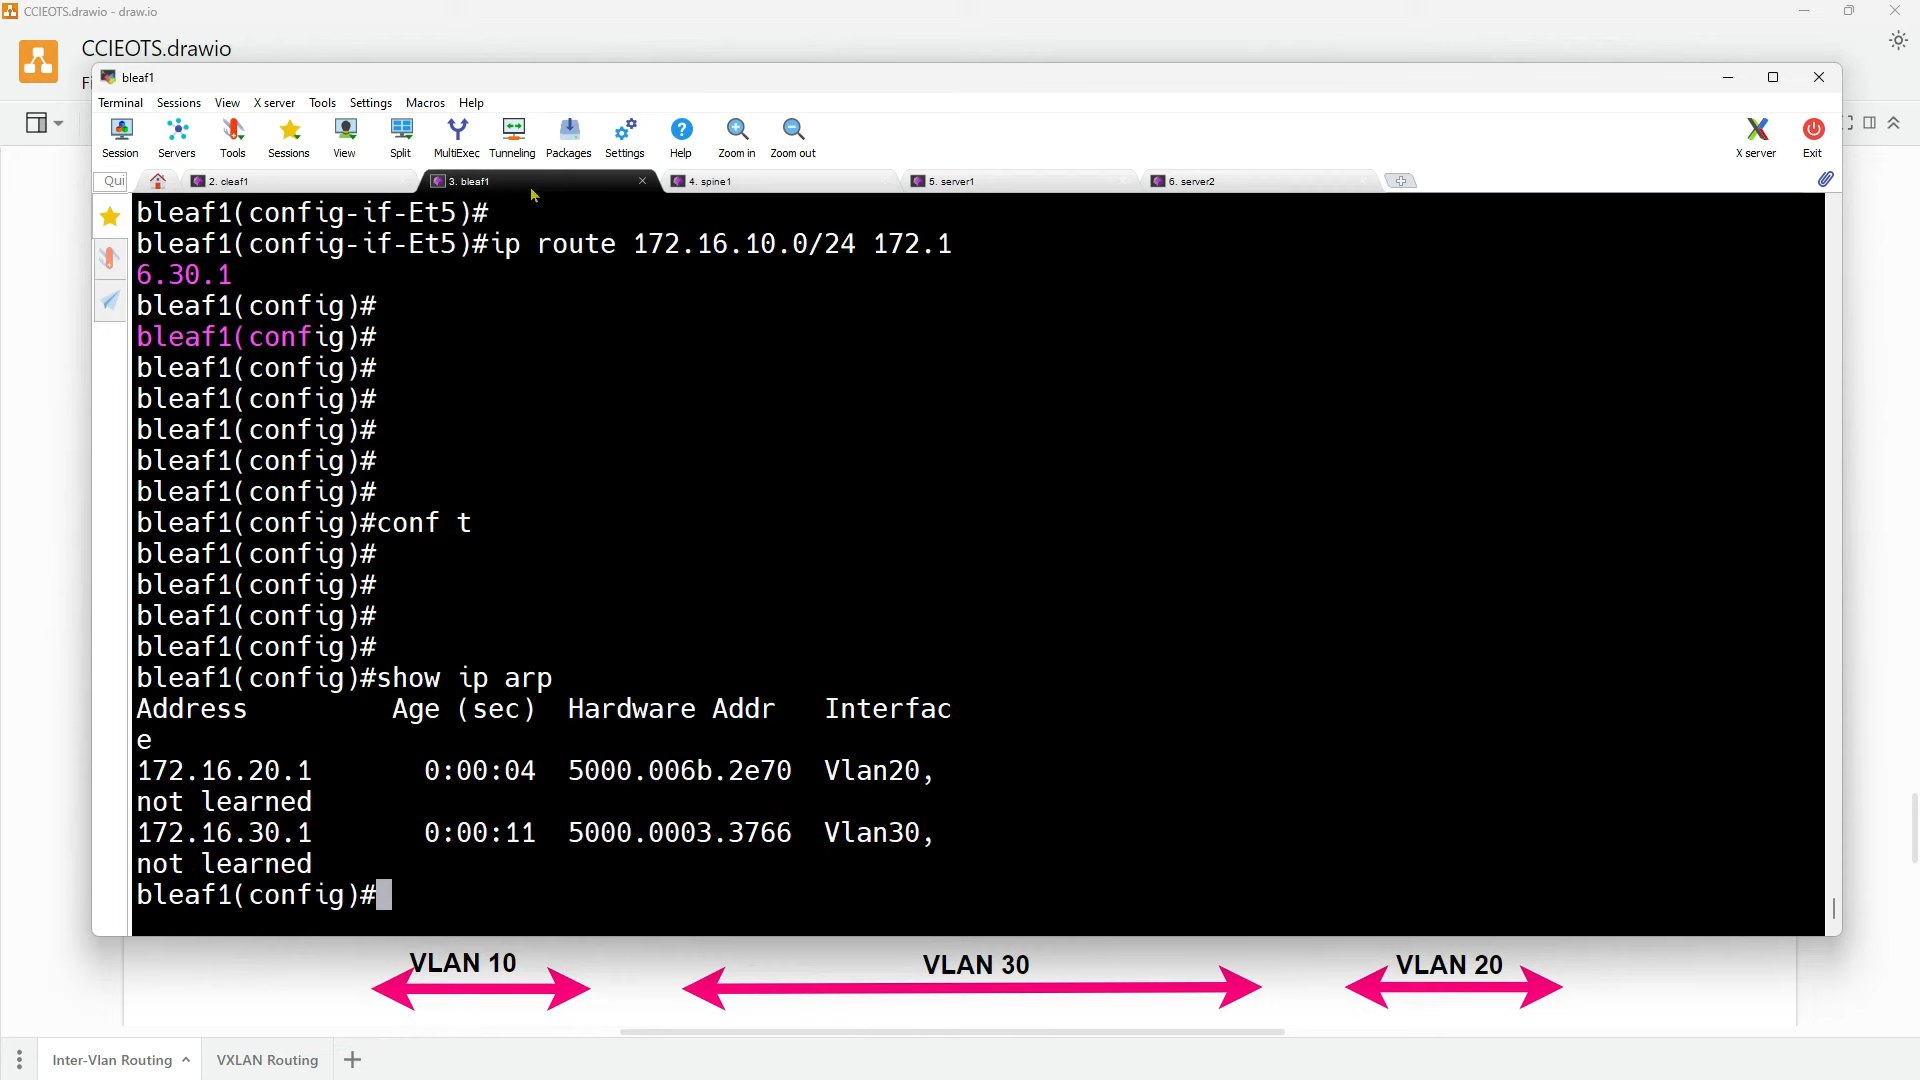 CCIEOTS.drawio - draw.io
CCIEOTS.drawio
Fi
bleaf1
Terminal Sessions View X server Tools Settings Macros Help
Session Servers Tools Sessions View Split MultiExec Tunneling Packages Settings Help Zoom in Zoom out X server Exit
Qui 2. cleaf1 3. bleaf1 4. spine1 5. server1 6. server2
bleaf1(config-if-Et5)#
bleaf1(config-if-Et5)#ip route 172.16.10.0/24 172.1
6.30.1
bleaf1(config)#
bleaf1(config)#
bleaf1(config)#
bleaf1(config)#
bleaf1(config)#
bleaf1(config)#
bleaf1(config)#
bleaf1(config)#conf t
bleaf1(config)#
bleaf1(config)#
bleaf1(config)#
bleaf1(config)#
bleaf1(config)#show ip arp
Address Age (sec) Hardware Addr Interfac
e
172.16.20.1 0:00:04 5000.006b.2e70 Vlan20,
not learned
172.16.30.1 0:00:11 5000.0003.3766 Vlan30,
not learned
bleaf1(config)#
VLAN 10 VLAN 30 VLAN 20
Inter-Vlan Routing VXLAN Routing